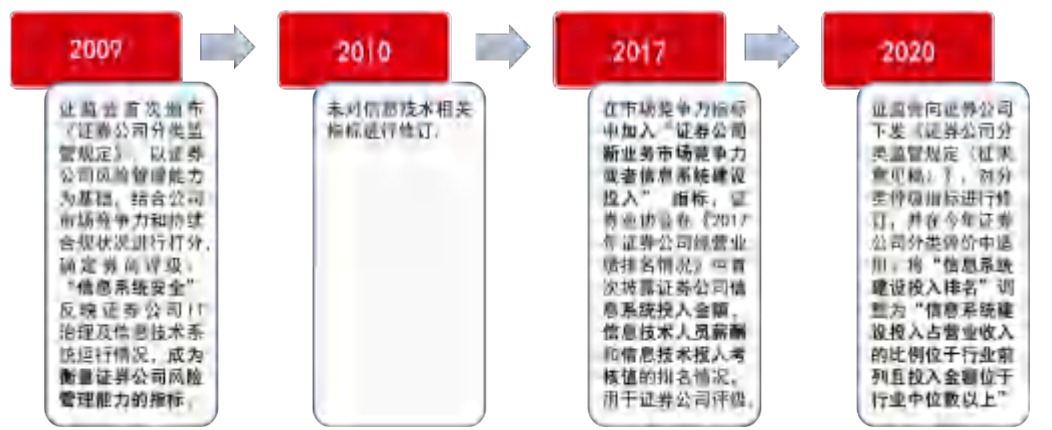 2009
证监会首次颁布
《证券公司分类监
管规定》，以证券
公司风险管理能力
为基础，结合公司
市场竞争力和持续
合规状况进行打分，
确定券商评级。
“信息系统安全”
反映证券公司IT
治理及信息技术系
统运行情况，成为
衡量证券公司风险
管理能力的指标。
2010
未对信息技术相关
指标进行修订。
2017
在市场竞争力指标
中加入“证券公司
新业务市场竞争力
或者信息系统建设
投入”指标，证
券业协会在《2017
年证券公司经营业
绩排名情况》中首
次披露证券公司信
息系统投入金额、
信息技术人员薪酬
和信息技术投入考
核值的排名情况，
用于证券公司评级。
2020
证监会向证券公司
下发《证券公司分
类监管规定（征求
意见稿）》，对分
类评级指标进行修
订，并在今年证券
公司分类评价中适
用，将“信息系统
建设投入排名”调
整为“信息系统建
设投入占营业收入
的比例位于行业前
列且投入金额位于
行业中位数以上”